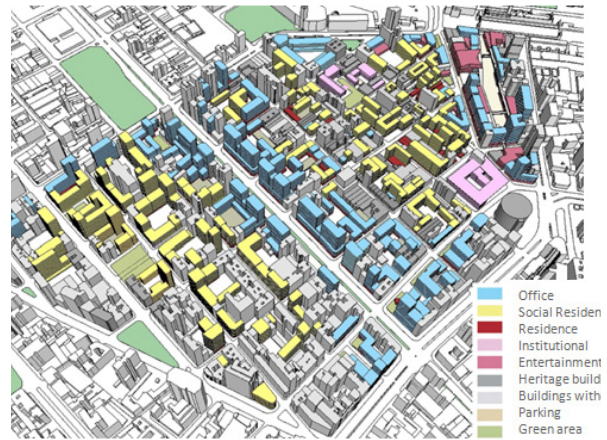 Office
Social Residen
Residence
Institutional
Entertainment
Heritage build
Buildings with
Parking
Green area